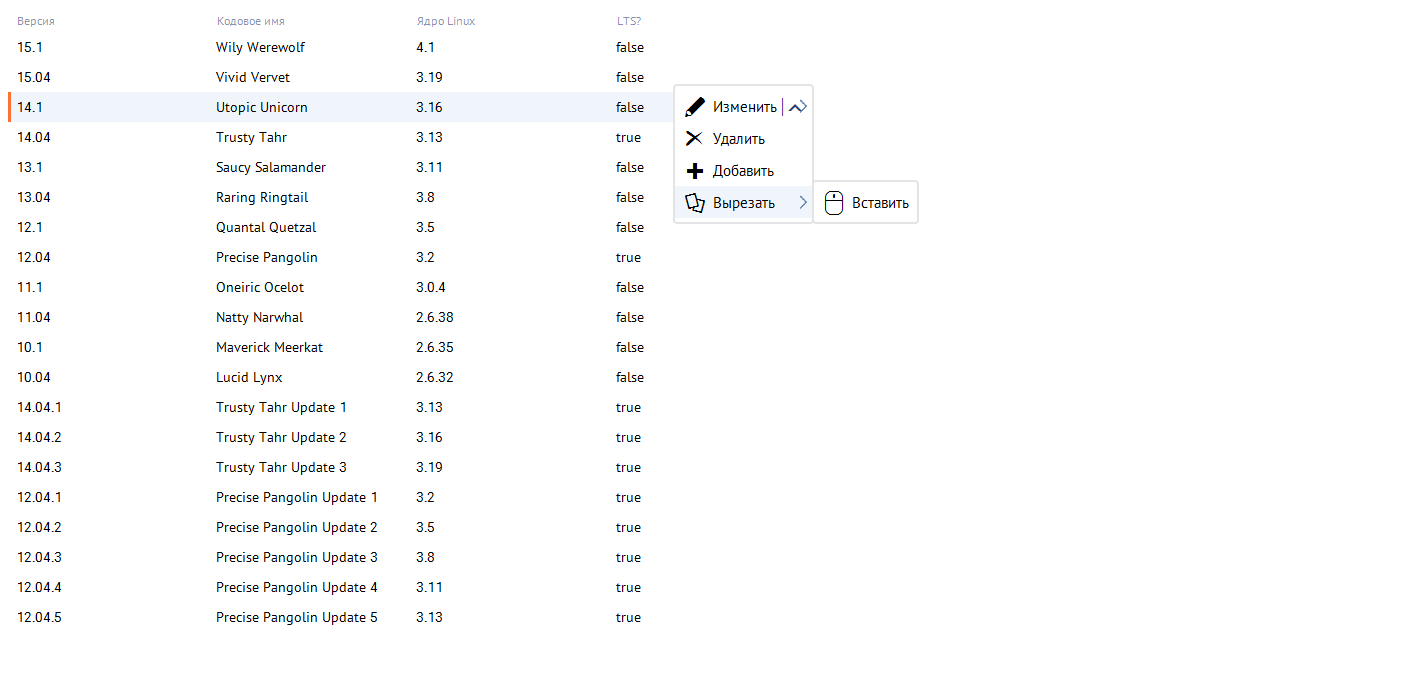 Версия Кодовое имя Ядро Linux LTS?
15.1 Wily Werewolf 4.1 false
15.04 Vivid Vervet 3.19 false
14.1 Utopic Unicorn 3.16 false Изменить
14.04 Trusty Tahr 3.13 true Удалить
13.1 Saucy Salamander 3.11 false Добавить
13.04 Raring Ringtail 3.8 false Вырезать Вставить
12.1 Quantal Quetzal 3.5 false
12.04 Precise Pangolin 3.2 true
11.1 Oneiric Ocelot 3.0.4 false
11.04 Natty Narwhal 2.6.38 false
10.1 Maverick Meerkat 2.6.35 false
10.04 Lucid Lynx 2.6.32 false
14.04.1 Trusty Tahr Update 1 3.13 true
14.04.2 Trusty Tahr Update 2 3.16 true
14.04.3 Trusty Tahr Update 3 3.19 true
12.04.1 Precise Pangolin Update 1 3.2 true
12.04.2 Precise Pangolin Update 2 3.5 true
12.04.3 Precise Pangolin Update 3 3.8 true
12.04.4 Precise Pangolin Update 4 3.11 true
12.04.5 Precise Pangolin Update 5 3.13 true